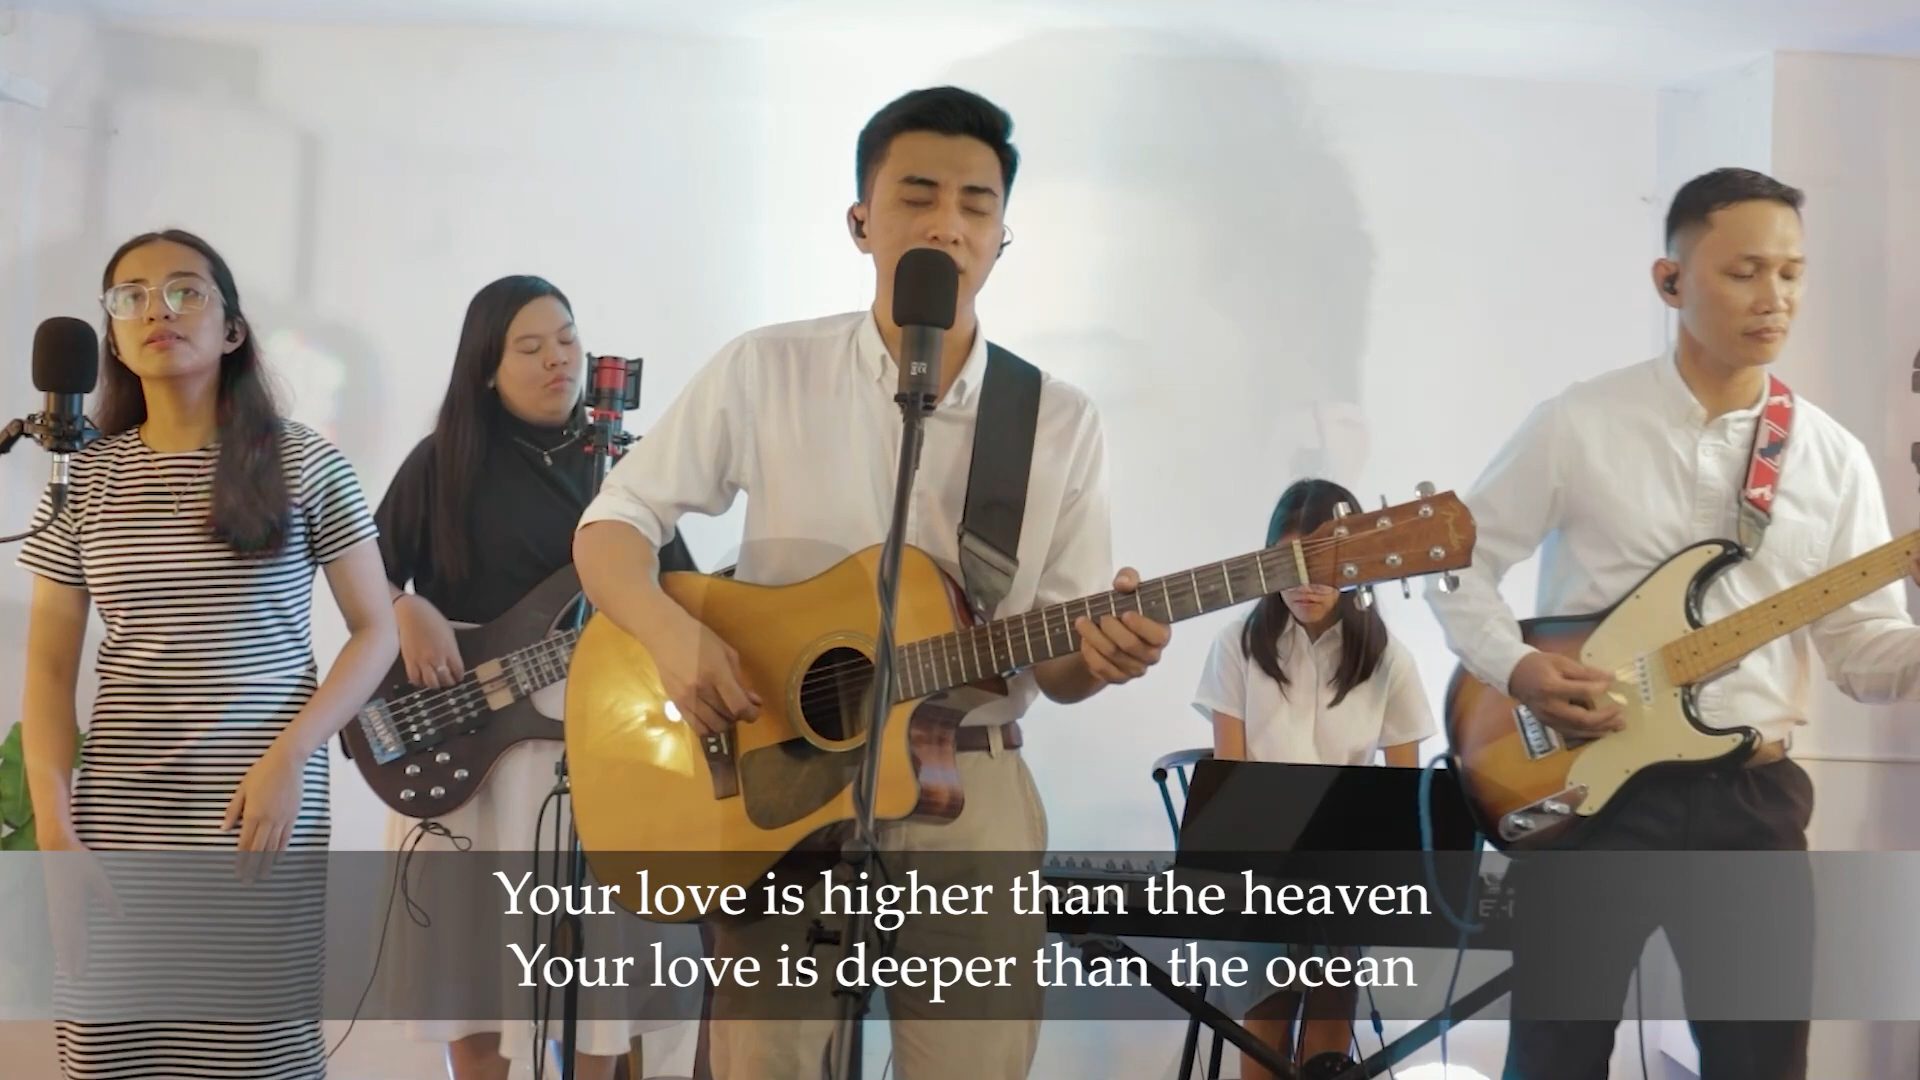 Your love is higher than the heaven
Your love is deeper than the ocean